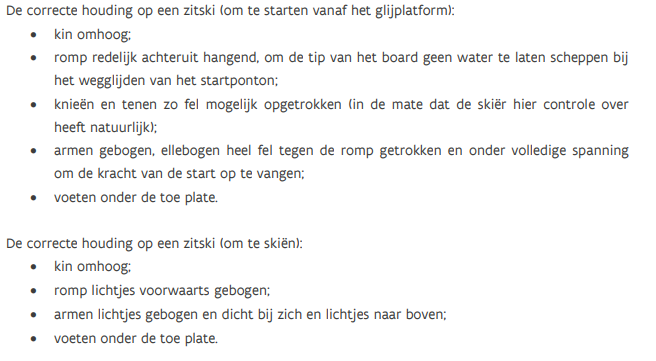 De correcte houding op een zitski (om te starten vanaf het glijplatform):
• kin omhoog;
• romp redelijk achteruit hangend, om de tip van het board geen water te laten scheppen bij
het wegglijden van het startponton;
• knieën en tenen zo fel mogelijk opgetrokken (in de mate dat de skiër hier controle over
heeft natuurlijk);
• armen gebogen, ellebogen heel fel tegen de romp getrokken en onder volledige spanning
om de kracht van de start op te vangen;
• voeten onder de toe plate.
De correcte houding op een zitski (om te skiën):
• kin omhoog;
• romp lichtjes voorwaarts gebogen;
• armen lichtjes gebogen en dicht bij zich en lichtjes naar boven;
• voeten onder de toe plate.